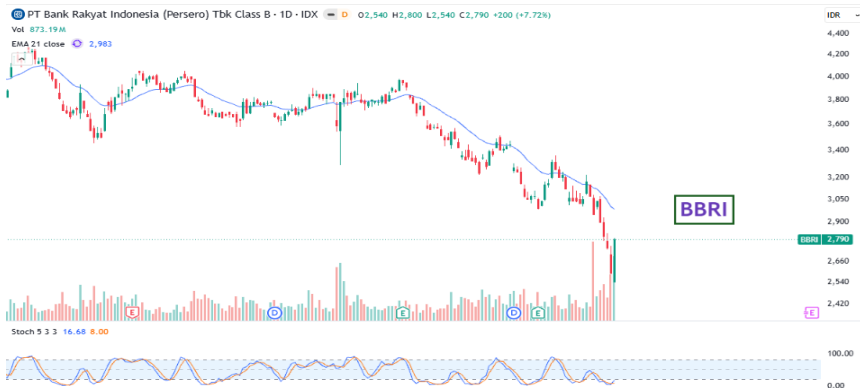 PT Bank Rakyat Indonesia (Persero) Tbk Class B · 1D · IDX D O2,540 H2,800 L2,540 C2,790 +200 (+7.72%) IDR
Vol 873.19M
EMA 21 close 2,983
4,400
4,200
4,000
3,800
3,600
3,400
3,200
3,050
2,900
BBRI
BBRI 2,790
2,660
2,540
2,420
E D E D E E
Stoch 5 3 3 16.68 8.00
100.00
0.00